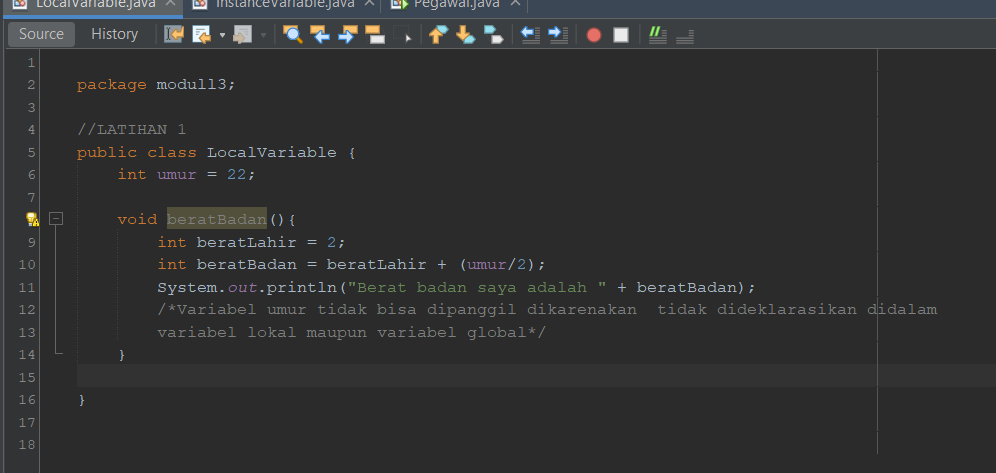 LocalVariable.java InstanceVariable.java Pegawai.java
Source History
1
2 package modull3;
3
4 //LATIHAN 1
5 public class LocalVariable {
6 int umur = 22;
7
void beratBadan(){
9 int beratLahir = 2;
10 int beratBadan = beratLahir + (umur/2);
11 System.out.println("Berat badan saya adalah " + beratBadan);
12 /*Variabel umur tidak bisa dipanggil dikarenakan  tidak dideklarasikan didalam
13 variabel lokal maupun variabel global*/
14 }
15
16 }
17
18